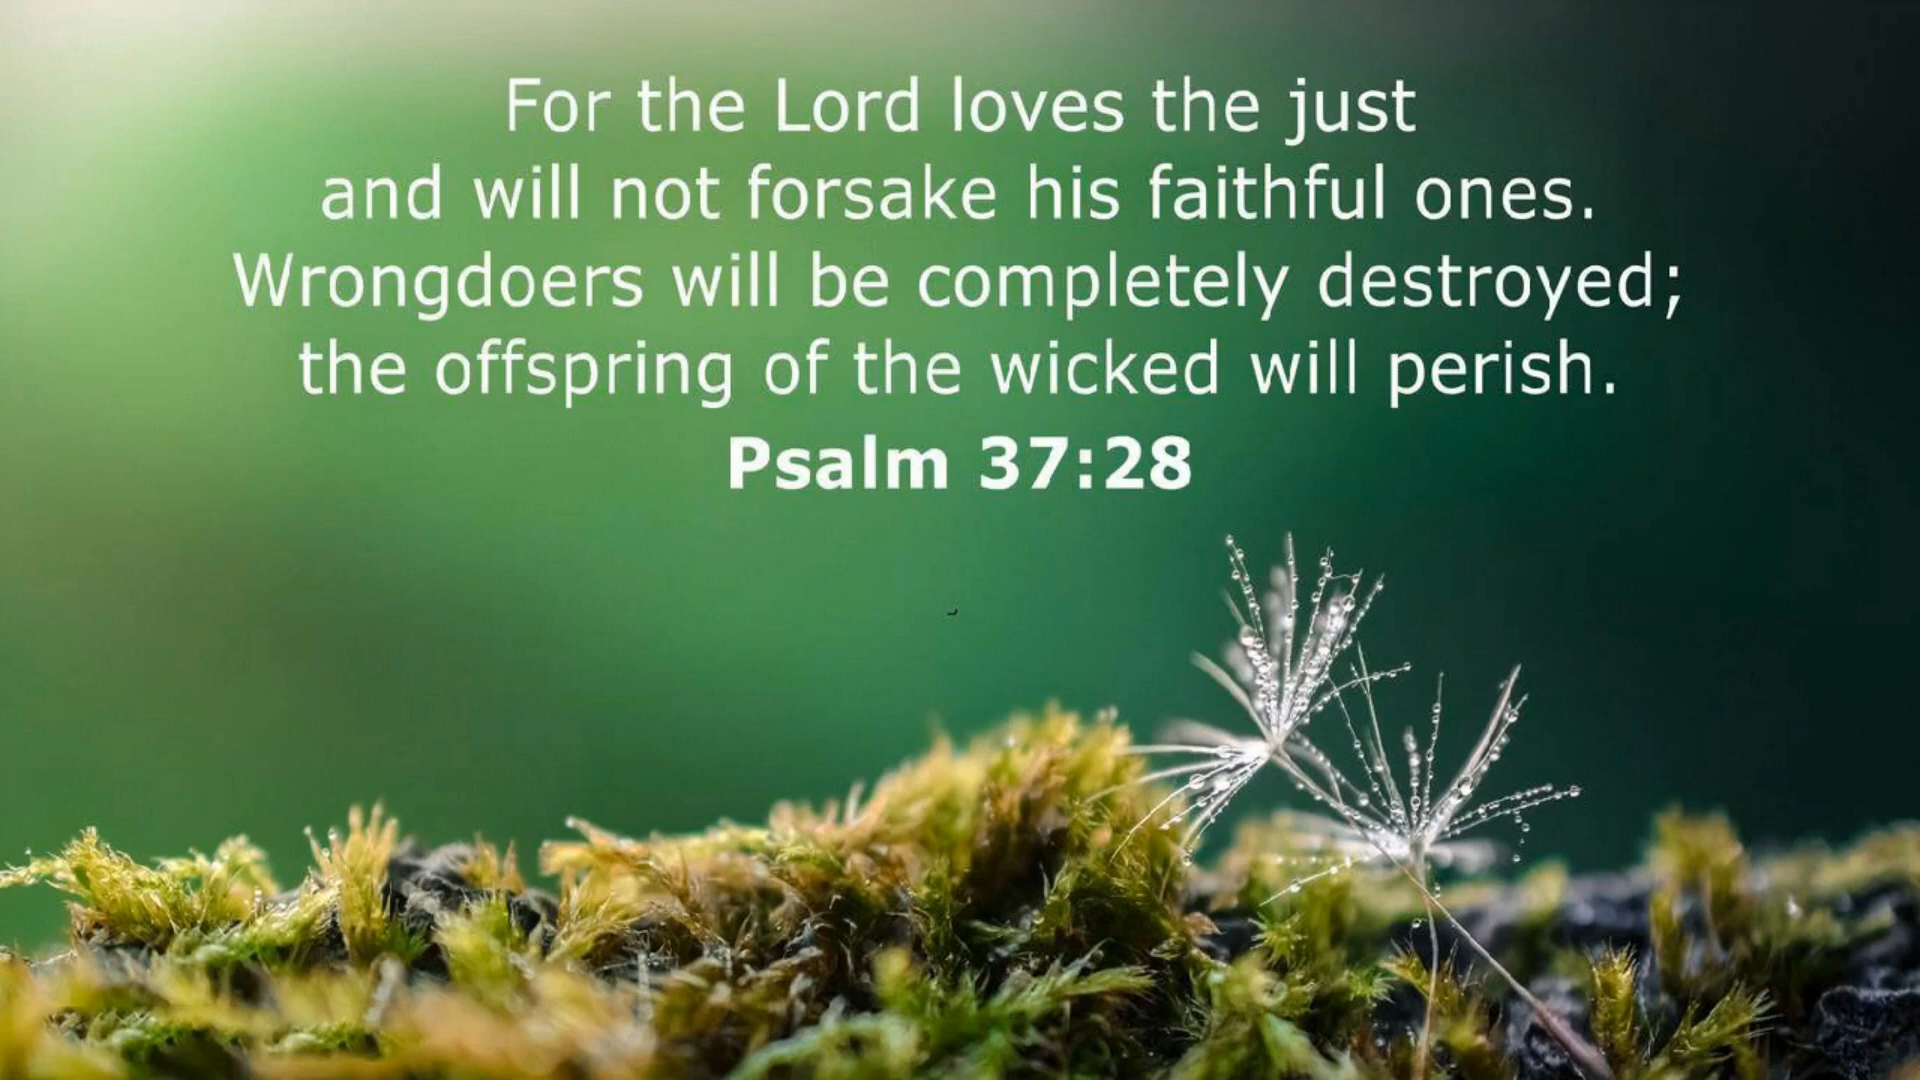 For the Lord loves the just
and will not forsake his faithful ones.
Wrongdoers will be completely destroyed;
the offspring of the wicked will perish.
Psalm 37:28